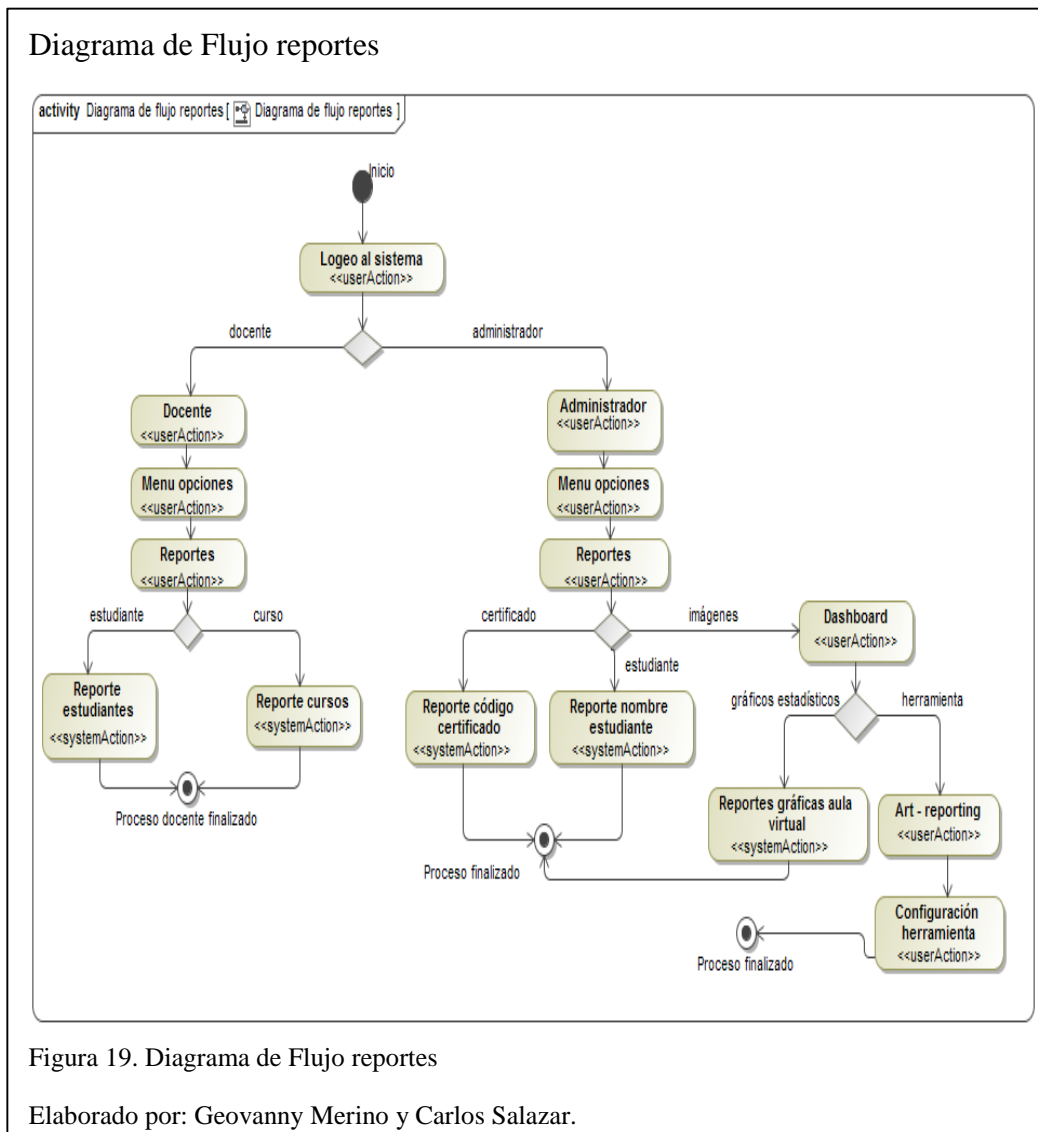 Diagrama de Flujo reportes
activity Diagrama de flujo reportes [ Diagrama de flujo reportes ]
Inicio
Logeo al sistema
<<userAction>>
docente
administrador
Docente
<<userAction>>
Administrador
<<userAction>>
Menu opciones
<<userAction>>
Menu opciones
<<userAction>>
Reportes
<<userAction>>
Reportes
<<userAction>>
estudiante
curso
certificado
imágenes
estudiante
Dashboard
<<userAction>>
Reporte
estudiantes
<<systemAction>>
Reporte cursos
<<systemAction>>
Reporte código
certificado
<<systemAction>>
Reporte nombre
estudiante
<<systemAction>>
gráficos estadísticos
herramienta
Proceso docente finalizado
Reportes gráficas aula
virtual
<<systemAction>>
Art - reporting
<<userAction>>
Proceso finalizado
Configuración
herramienta
<<userAction>>
Proceso finalizado
Figura 19. Diagrama de Flujo reportes
Elaborado por: Geovanny Merino y Carlos Salazar.